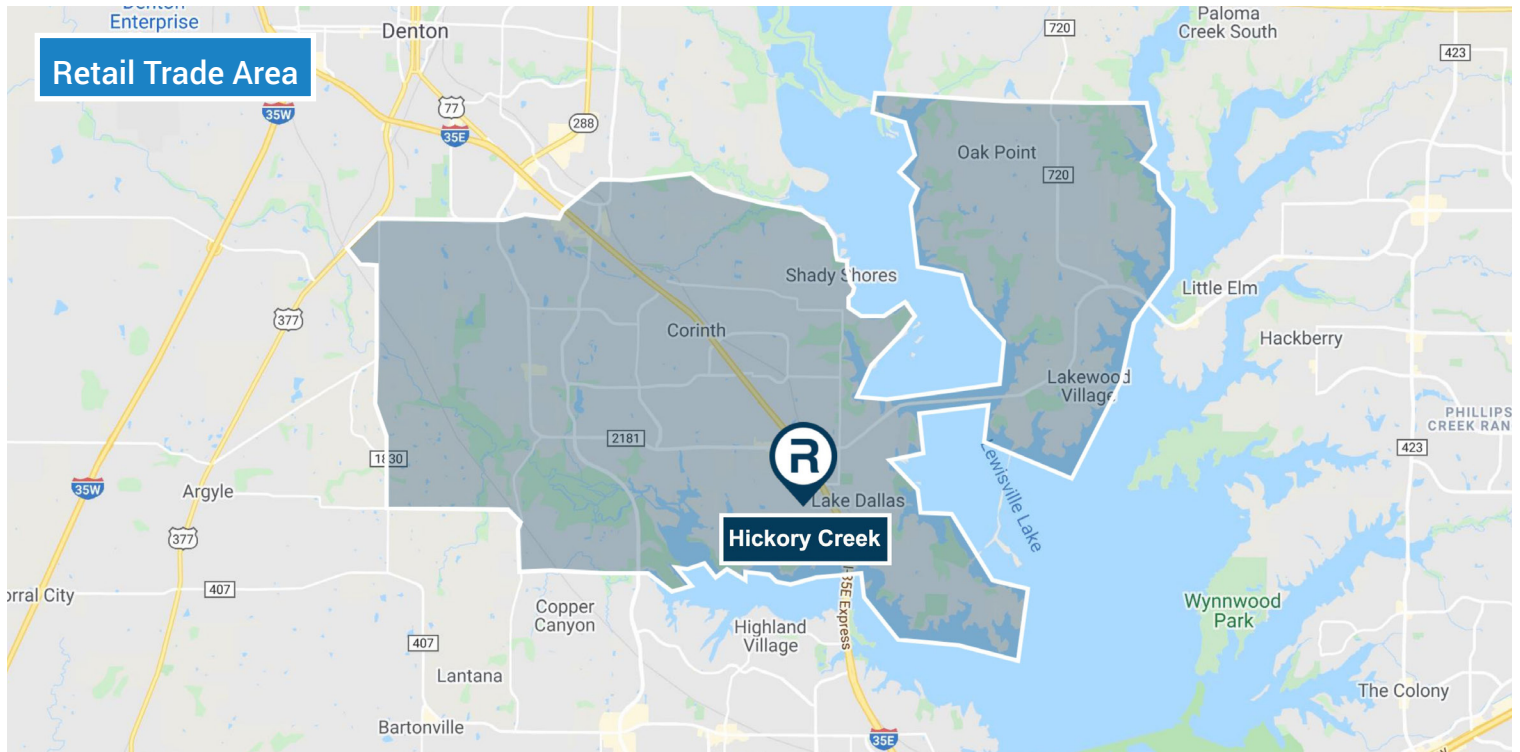 Denton
Enterprise
Denton
Paloma
Creek South
720
423
Retail Trade Area
35W
77
35E
288
Oak Point
720
Shady Shores
Little Elm
377
Corinth
Hackberry
Lakewood
Village
PHILLIPS
CREEK RAN
2181
423
1830
R
35W
Argyle
Lake Dallas
Lewisville Lake
377
Hickory Creek
35E Express
407
orral City
Copper
Canyon
Wynnwood
Park
Highland
Village
407
Lantana
The Colony
Bartonville
35E